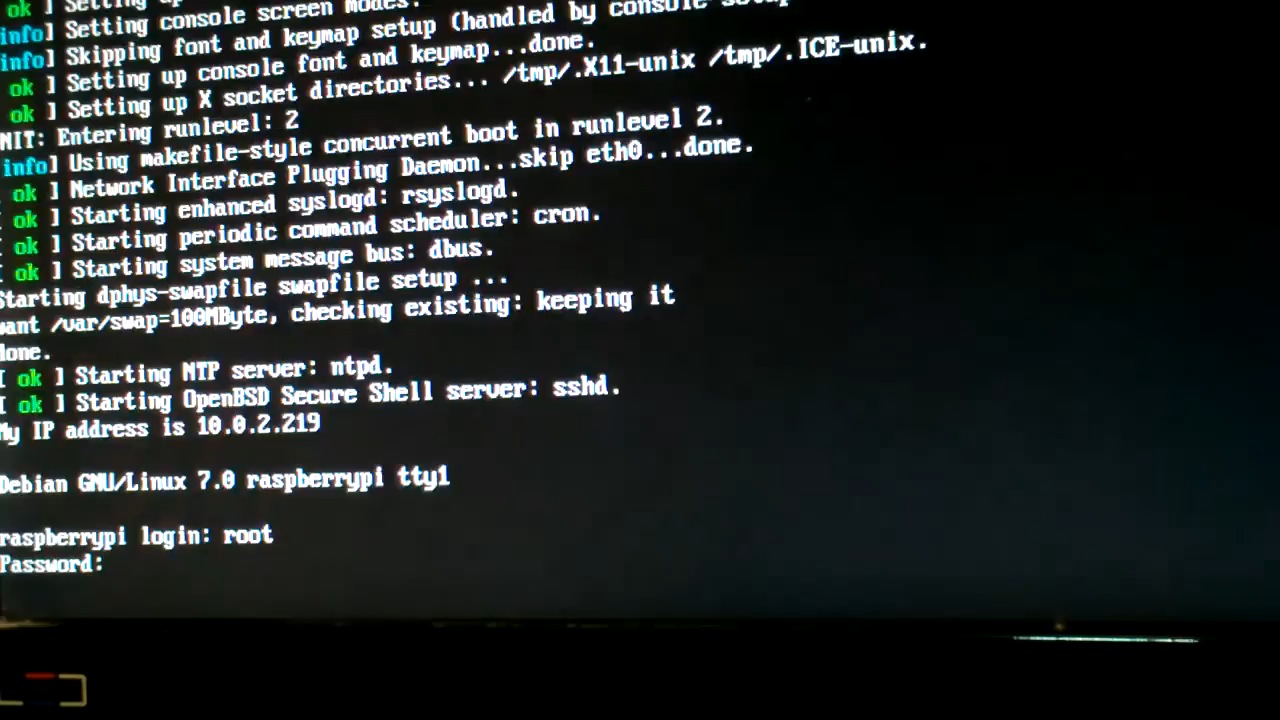 ok ] Setting up
info] Setting console screen modes.
info] Skipping font and keymap setup (handled by console-setup
ok ] Setting up console font and keymap...done.
ok ] Setting up X socket directories... /tmp/.X11-unix /tmp/.ICE-unix.
NIT: Entering runlevel: 2
info] Using makefile-style concurrent boot in runlevel 2.
ok ] Network Interface Plugging Daemon...skip eth0...done.
[ ok ] Starting enhanced syslogd: rsyslogd.
[ ok ] Starting periodic command scheduler: cron.
[ ok ] Starting system message bus: dbus.
Starting dphys-swapfile swapfile setup ...
want /var/swap=100MByte, checking existing: keeping it
done.
[ ok ] Starting NTP server: ntpd.
[ ok ] Starting OpenBSD Secure Shell server: sshd.
My IP address is 10.0.2.219
Debian GNU/Linux 7.0 raspberrypi tty1
raspberrypi login: root
Password: